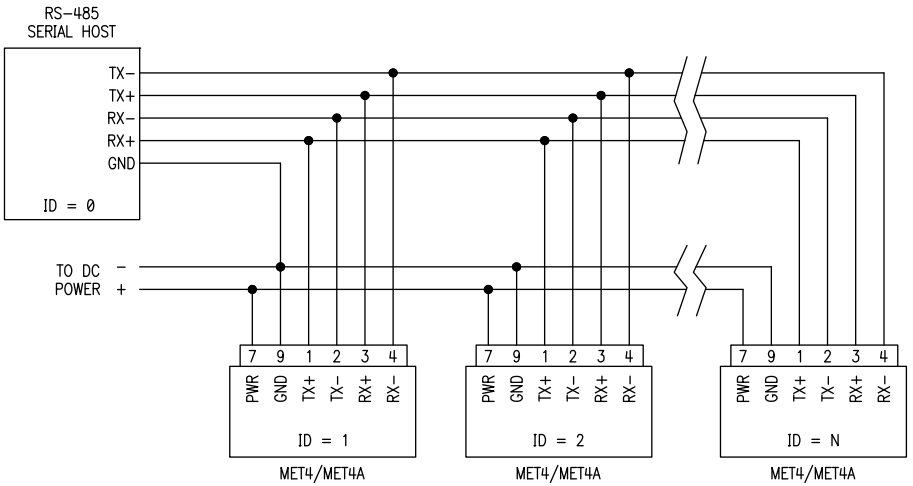 RS-485
SERIAL HOST
TX-
TX+
RX-
RX+
GND
ID = 0
TO DC -
POWER +
7 9 1 2 3 4
PWR GND TX+ TX- RX+ RX-
ID = 1
MET4/MET4A
7 9 1 2 3 4
PWR GND TX+ TX- RX+ RX-
ID = 2
MET4/MET4A
7 9 1 2 3 4
PWR GND TX+ TX- RX+ RX-
ID = N
MET4/MET4A